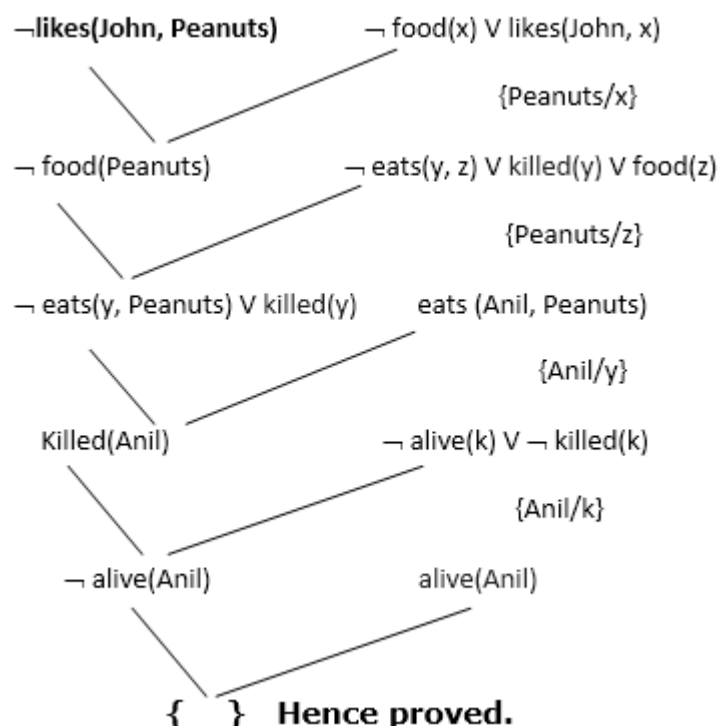 ¬likes(John, Peanuts) ¬ food(x) V likes(John, x)
{Peanuts/x}
¬ food(Peanuts) ¬ eats(y, z) V killed(y) V food(z)
{Peanuts/z}
¬ eats(y, Peanuts) V killed(y) eats (Anil, Peanuts)
{Anil/y}
Killed(Anil) ¬ alive(k) V ¬ killed(k)
{Anil/k}
¬ alive(Anil) alive(Anil)
{ } Hence proved.